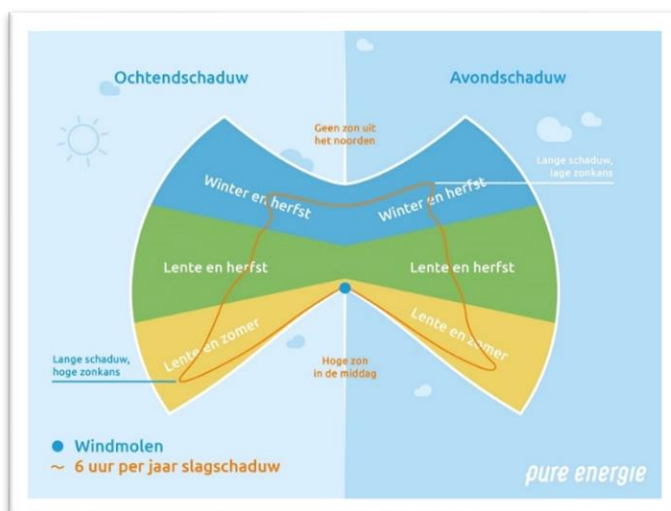 Ochtendschaduw
Avondschaduw
Geen zon uit
het noorden
Lange schaduw,
lage zonkans
Winter en herfst
Winter en herfst
Lente en herfst
Lente en herfst
Lente en zomer
Lente en zomer
Lange schaduw,
hoge zonkans
Hoge zon
in de middag
Windmolen
~ 6 uur per jaar slagschaduw
pure energie